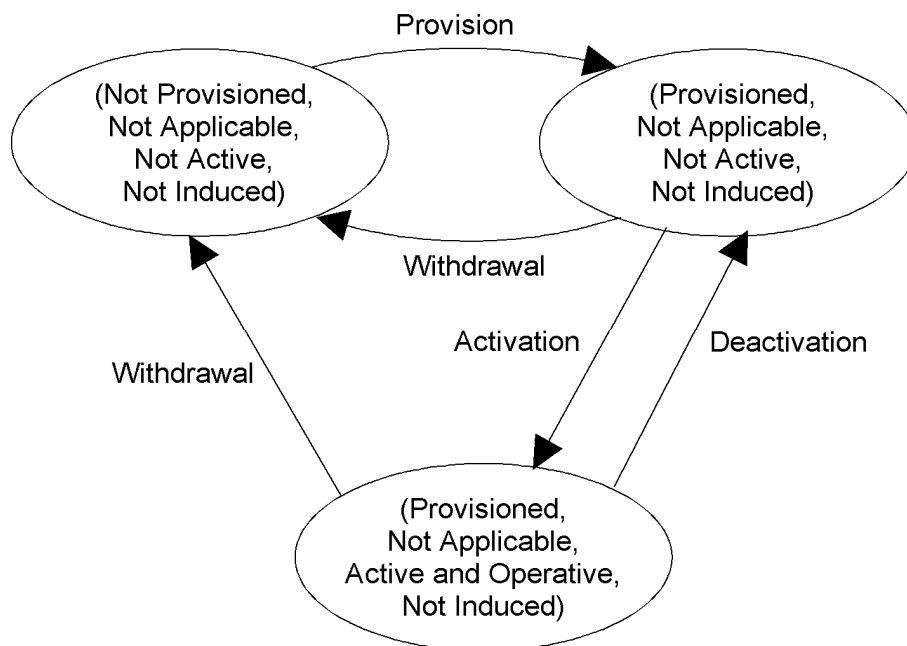 Provision
(Not Provisioned,
Not Applicable,
Not Active,
Not Induced)
(Provisioned,
Not Applicable,
Not Active,
Not Induced)
Withdrawal
Activation
Deactivation
Withdrawal
(Provisioned,
Not Applicable,
Active and Operative,
Not Induced)